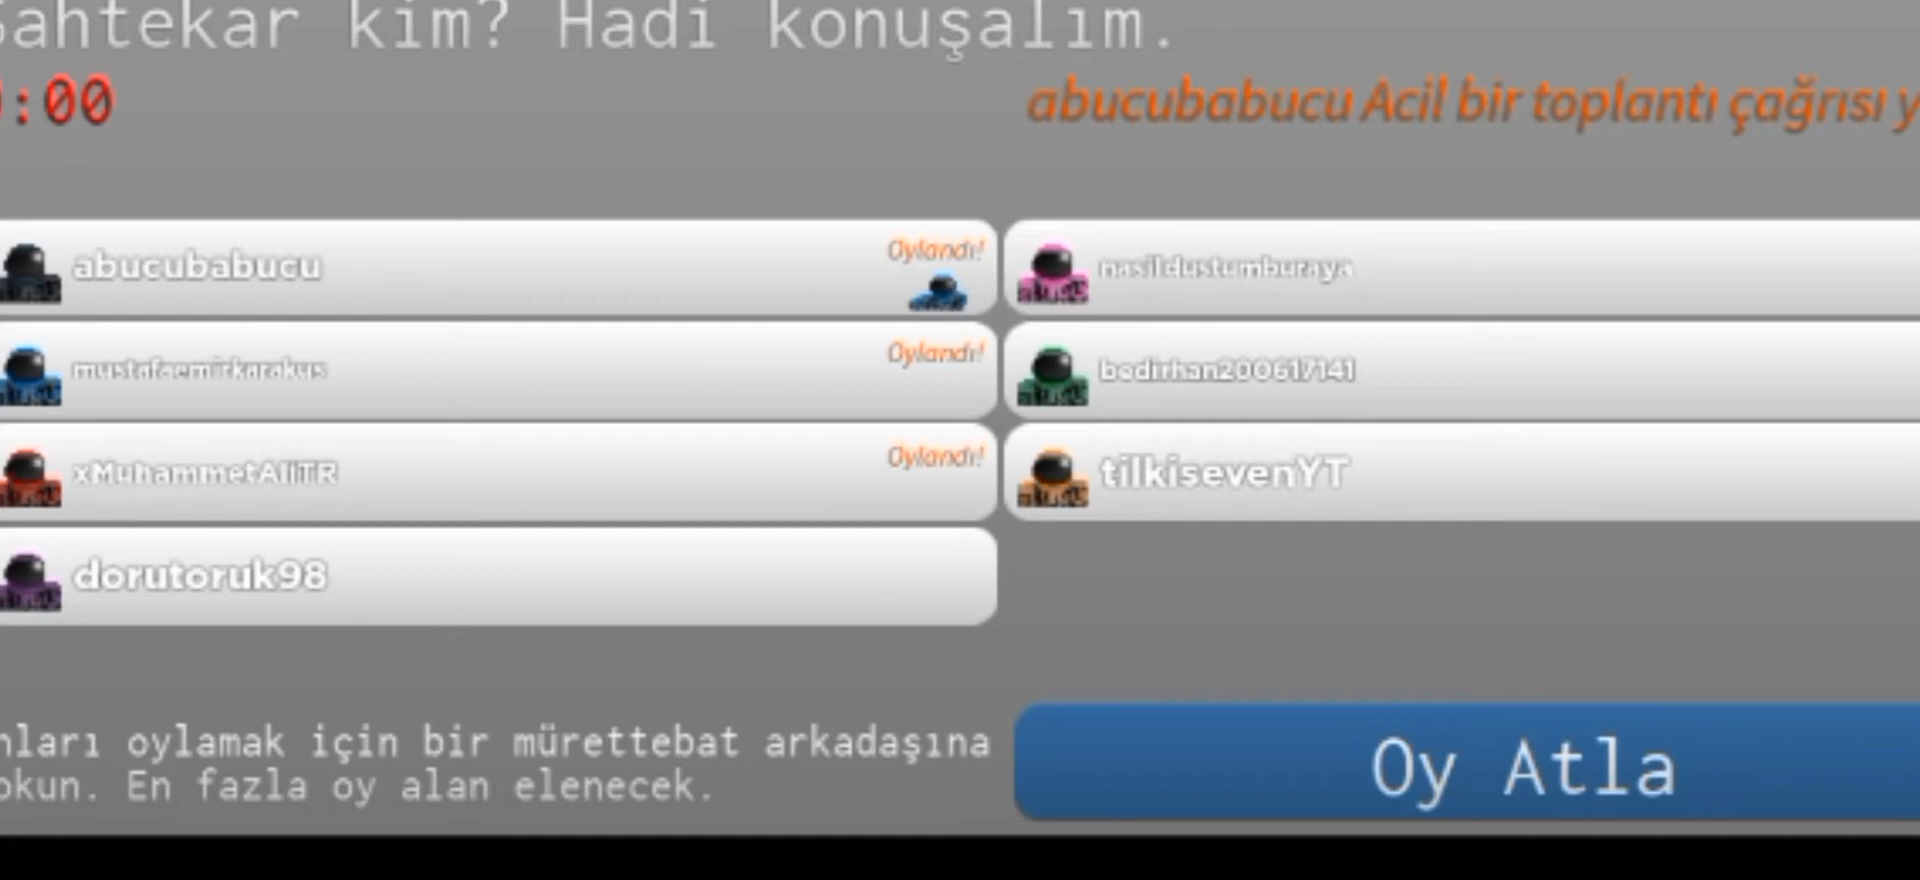 Sahtekar kim? Hadi konuşalım.
:00
abucubabucu Acil bir toplantı çağrısı y
abucubabucu
Oylandı!
nasildustumburaya
mustafaemirkarakus
Oylandı!
bedirhan200617141
xMuhammetAliTR
Oylandı!
tilkisevenYT
dorutoruk98
nları oylamak için bir mürettebat arkadaşına
okun. En fazla oy alan elenecek.
Oy Atla